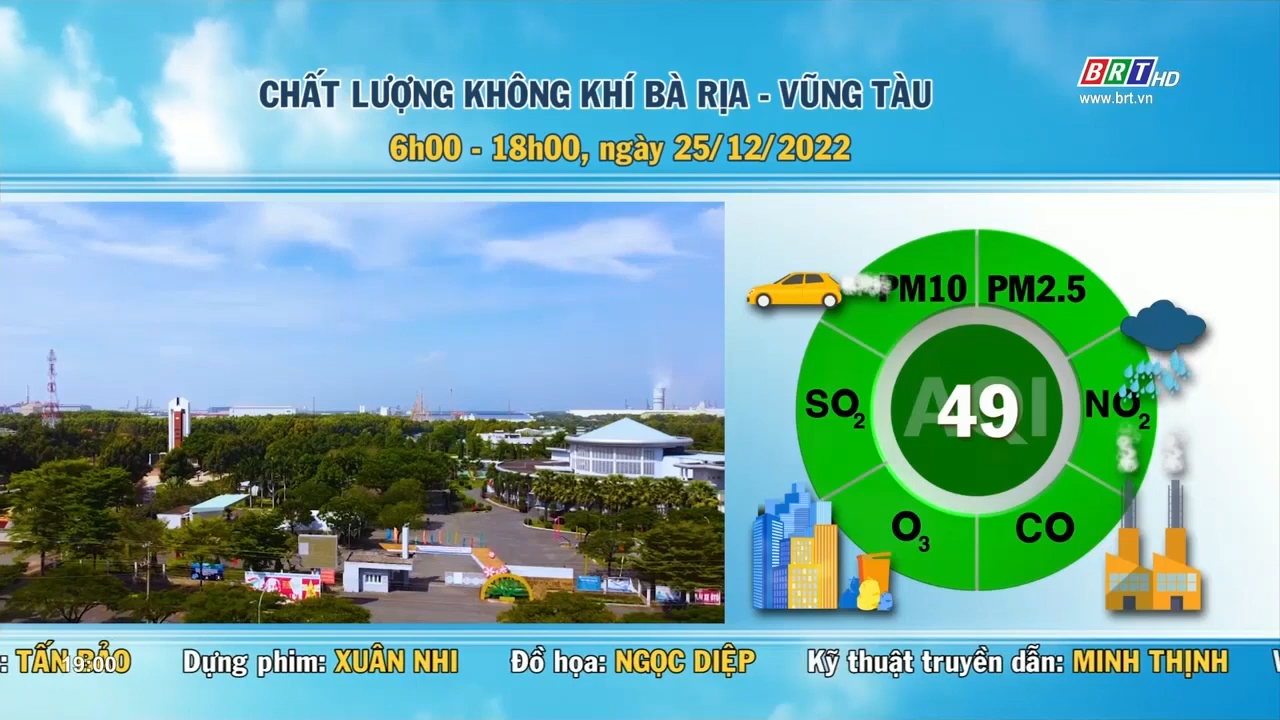 CHẤT LƯỢNG KHÔNG KHÍ BÀ RỊA - VŨNG TÀU
BRT HD
www.brt.vn
6h00 - 18h00, ngày 25/12/2022
PM10 PM2.5
SO2 AQI 49 NO2
O3 CO
: TẤN BẢO Dựng phim: XUÂN NHI Đồ họa: NGỌC DIỆP Kỹ thuật truyền dẫn: MINH THỊNH
19:00